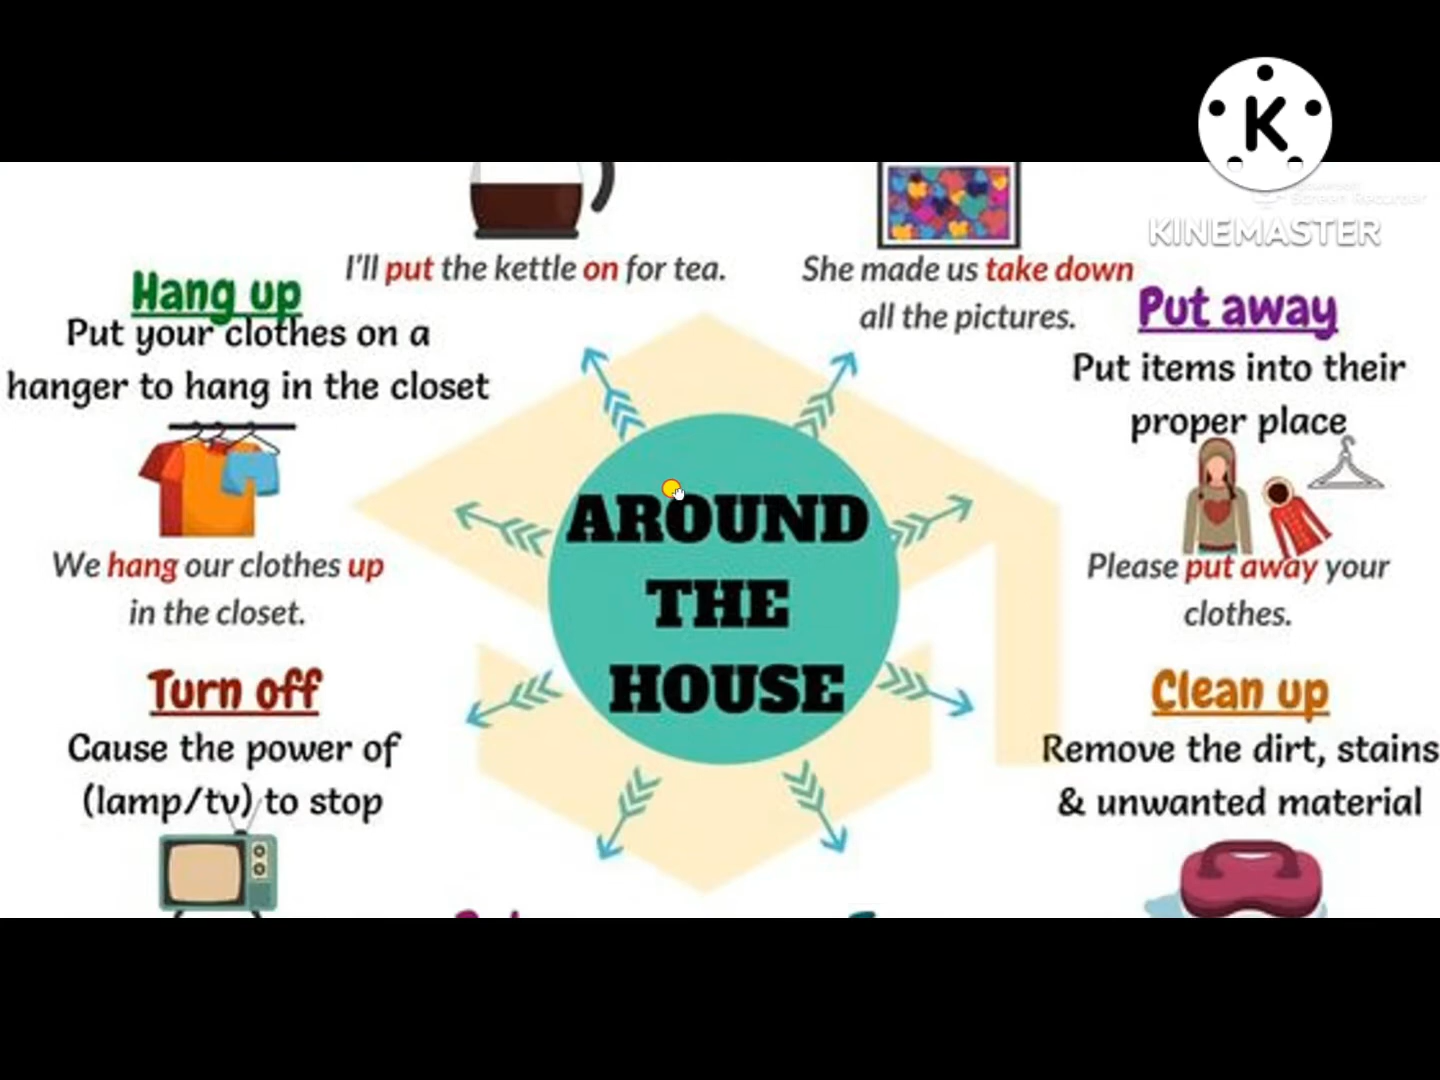 K
Screen Recorder
KINEMASTER
I'll put the kettle on for tea.
She made us take down
all the pictures.
Hang up
Put your clothes on a
hanger to hang in the closet
We hang our clothes up
in the closet.
Put away
Put items into their
proper place
Please put away your
clothes.
AROUND
THE
HOUSE
Turn off
Cause the power of
(lamp/tv) to stop
Clean up
Remove the dirt, stains
& unwanted material